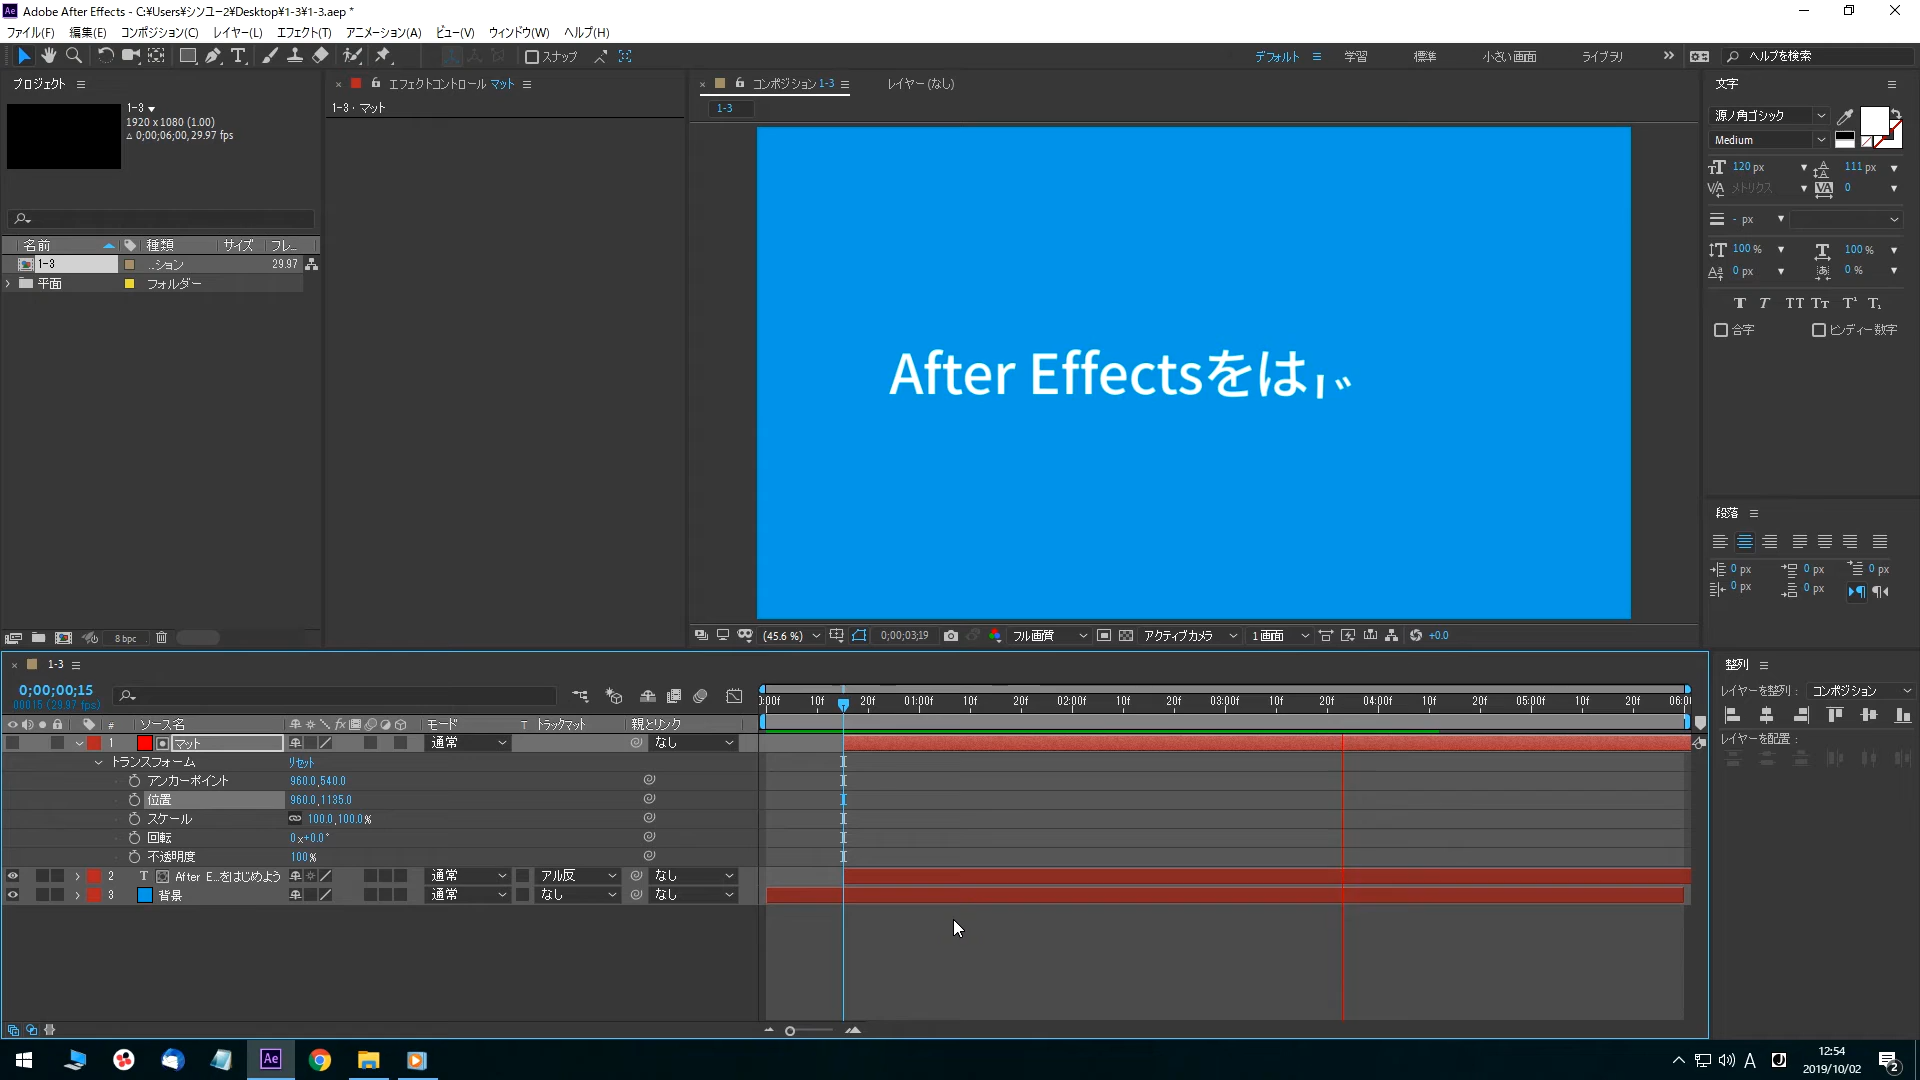 Adobe After Effects - C:¥Users¥シンユー2¥Desktop¥1-3¥1-3.aep *
ファイル(F) 編集(E) コンポジション(C) レイヤー(L) エフェクト(T) アニメーション(A) ビュー(V) ウィンドウ(W) ヘルプ(H)
スナップ
デフォルト 学習 標準 小さい画面 ライブラリ
ヘルプを検索
プロジェクト
1-3
1920 x 1080 (1.00)
Δ 0;00;06;00, 29.97 fps
名前 種類 サイズ フレ...
1-3 ...ション 29.97
平面 フォルダー
8 bpc
エフェクトコントロール マット
1-3・マット
コンポジション 1-3
レイヤー (なし)
1-3
After Effectsをは
(45.6 %) 0;00;03;19 フル画質 アクティブカメラ 1画面 +0.0
文字
源ノ角ゴシック
Medium
120 px 111 px
メトリクス 0
- px
100 % 100 %
0 px 0 %
合字 ヒンディー数字
段落
0 px 0 px 0 px
0 px 0 px
1-3
0;00;00;15
00015 (29.97 fps)
:00f 10f 20f 01:00f 10f 20f 02:00f 10f 20f 03:00f 10f 20f 04:00f 10f 20f 05:00f 10f 20f 06:0
# ソース名 モード T トラックマット 親とリンク
1 マット 通常 なし
トランスフォーム リセット
アンカーポイント 960.0,540.0
位置 960.0,1135.0
スケール 100.0,100.0%
回転 0x+0.0°
不透明度 100%
2 T After E...をはじめよう 通常 アル反 なし
3 背景 通常 なし なし
整列
レイヤーを整列: コンポジション
レイヤーを配置:
A
12:54
2019/10/02
2